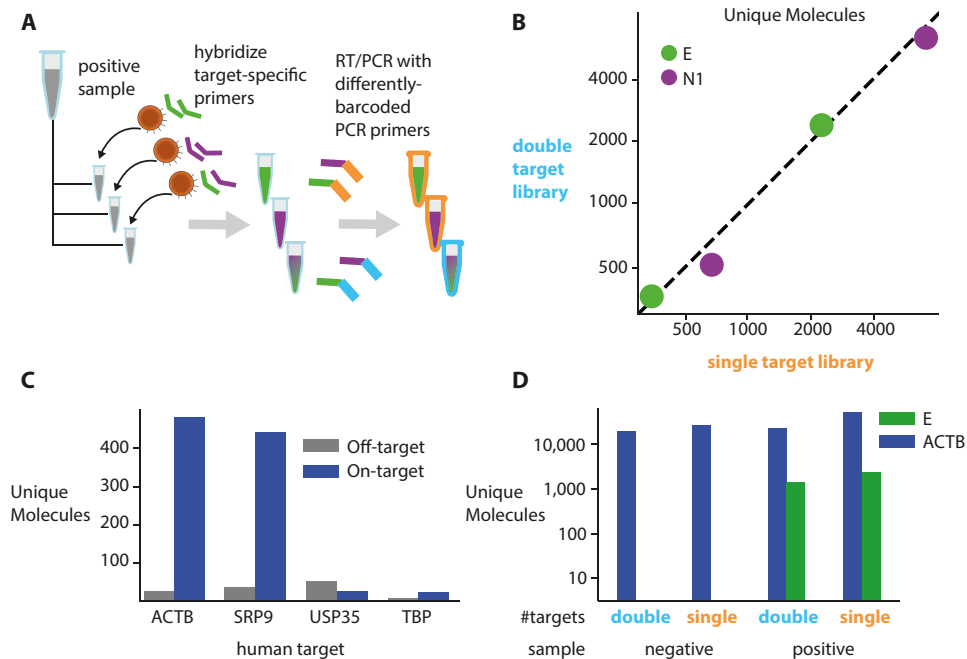 A
positive
sample
hybridize
target-specific
primers
RT/PCR with
differently-
barcoded
PCR primers
B
Unique Molecules
E
N1
4000
2000
1000
500
double
target
library
500
1000
2000
4000
single target library
C
Off-target
On-target
400
300
200
100
Unique
Molecules
ACTB
SRP9
USP35
TBP
human target
D
E
ACTB
10,000
1,000
100
10
Unique
Molecules
#targets
double
single
double
single
sample
negative
positive